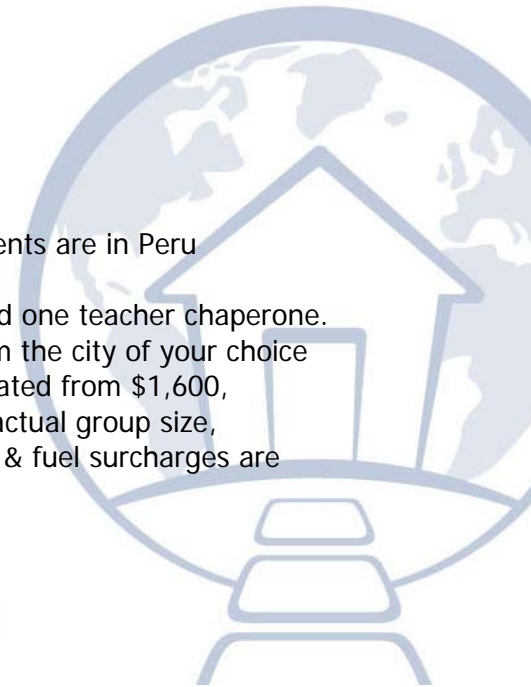 ents are in Peru
d one teacher chaperone.
m the city of your choice
ated from $1,600,
actual group size,
& fuel surcharges are